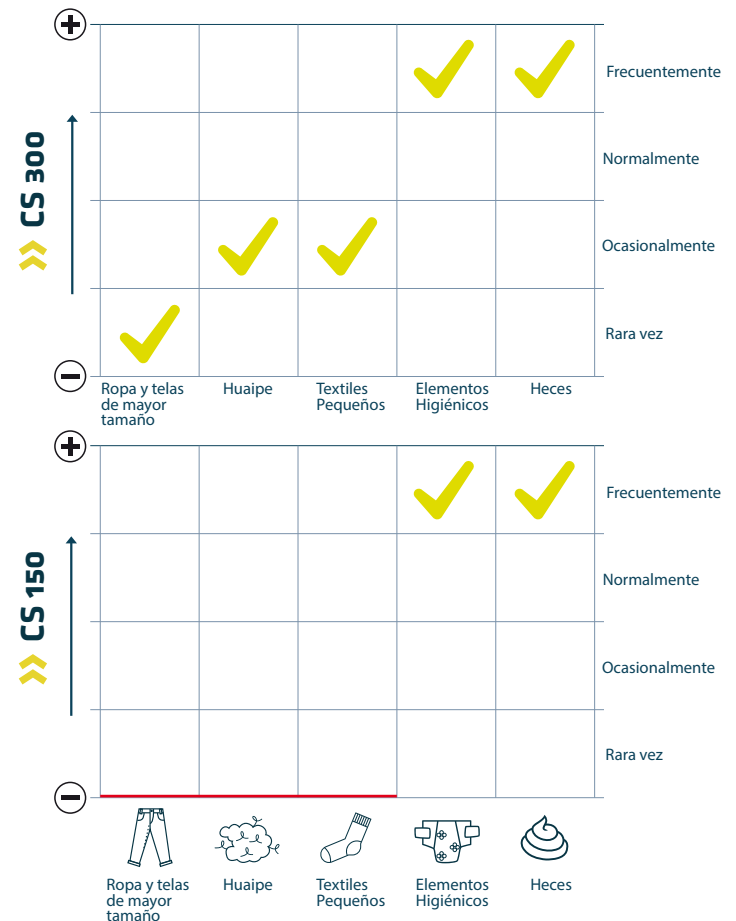 CS 300
Frecuentemente
Normalmente
Ocasionalmente
Rara vez
Ropa y telas
de mayor
tamaño
Huaipe
Textiles
Pequeños
Elementos
Higiénicos
Heces
CS 150
Frecuentemente
Normalmente
Ocasionalmente
Rara vez
Ropa y telas
de mayor
tamaño
Huaipe
Textiles
Pequeños
Elementos
Higiénicos
Heces